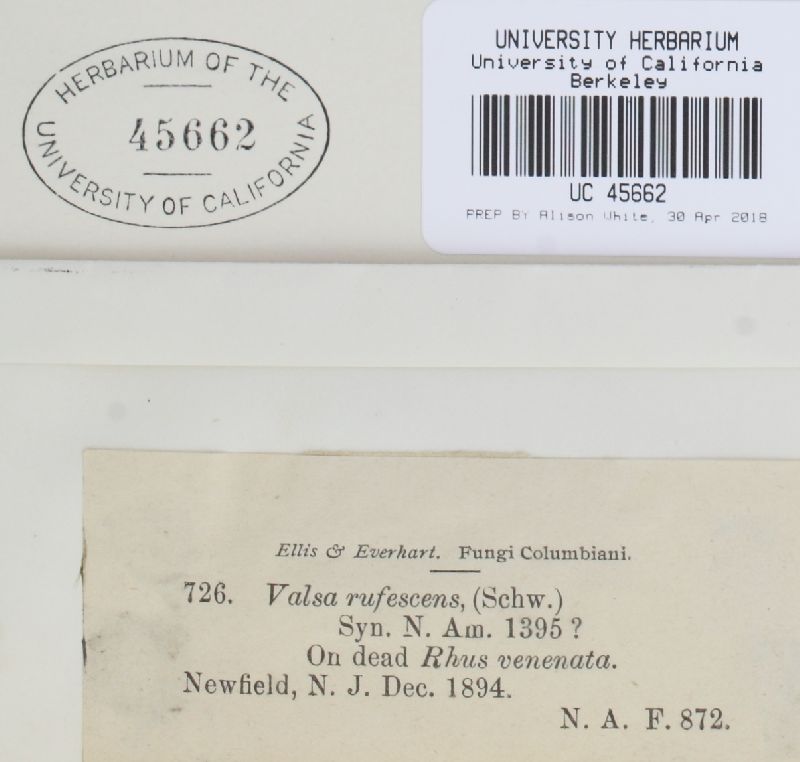 HERBARIUM OF THE
45662
UNIVERSITY OF CALIFORNIA
UNIVERSITY HERBARIUM
University of California
Berkeley
UC 45662
PREP BY Alison White, 30 Apr 2018
Ellis & Everhart. Fungi Columbiani.
726. Valsa rufescens, (Schw.)
Syn. N. Am. 1395 ?
On dead Rhus venenata.
Newfield, N. J. Dec. 1894.
N. A. F. 872.